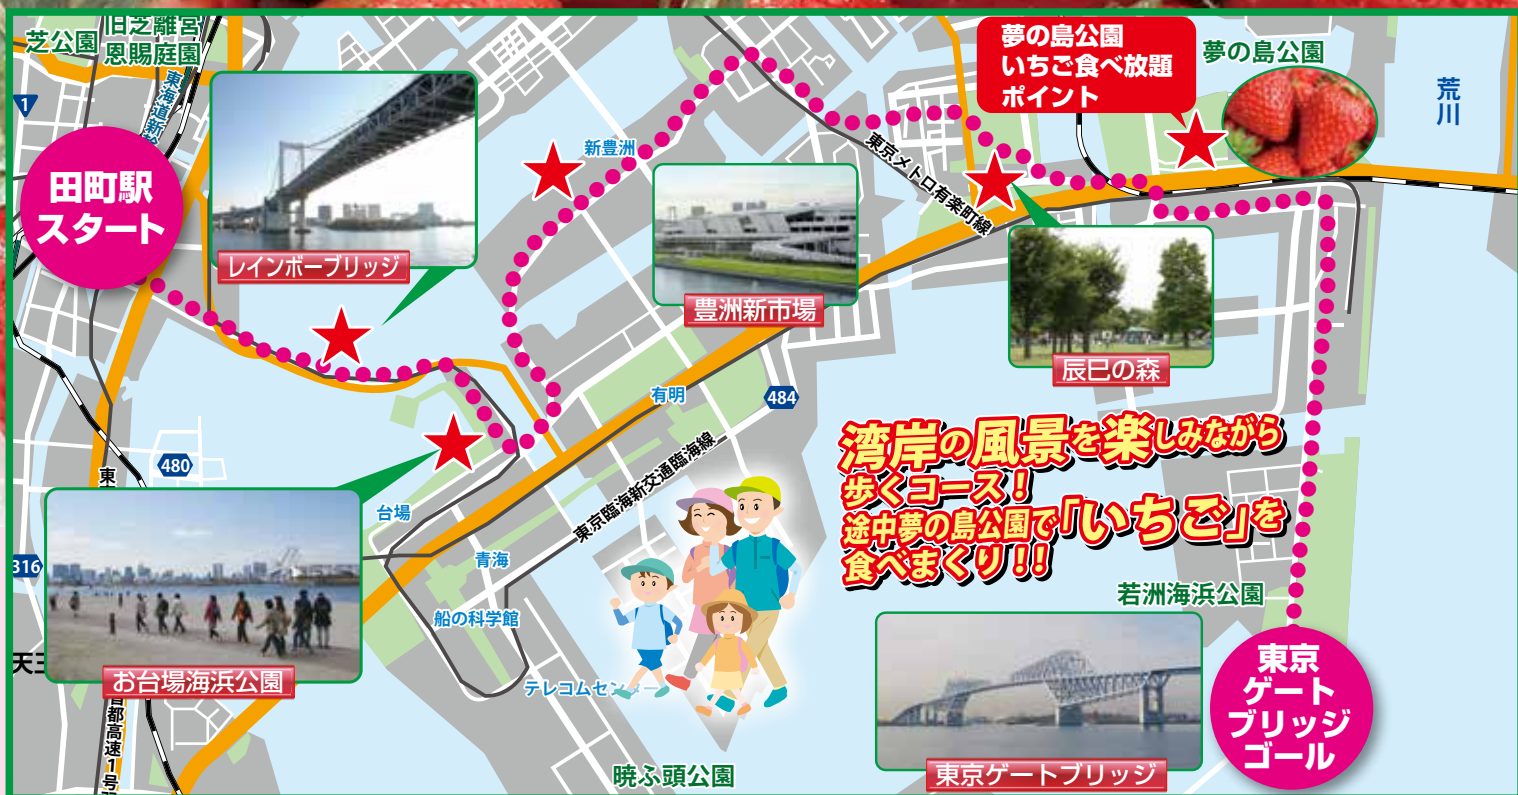 芝公園
旧芝離宮
恩賜庭園
東海道新
1
田町駅
スタート
レインボーブリッジ
新豊洲
豊洲新市場
東京メトロ有楽町線
夢の島公園
いちご食べ放題
ポイント
夢の島公園
荒川
辰巳の森
有明
484
480
316
台場
青海
船の科学館
テレコムセンター
東京臨海新交通臨海線
お台場海浜公園
天王
首都高速1号
暁ふ頭公園
湾岸の風景を楽しみながら
歩くコース!
途中夢の島公園で「いちご」を
食べまくり!!
若洲海浜公園
東京ゲートブリッジ
東京
ゲート
ブリッジ
ゴール